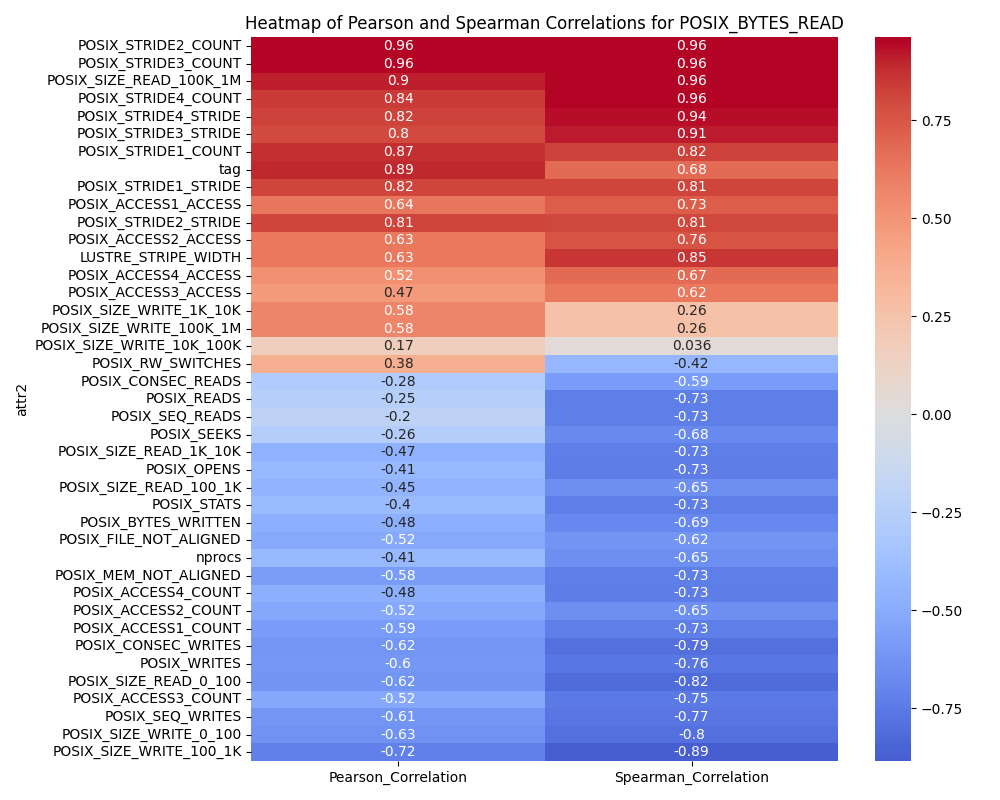 Heatmap of Pearson and Spearman Correlations for POSIX_BYTES_READ
attr2
POSIX_STRIDE2_COUNT 0.96 0.96
POSIX_STRIDE3_COUNT 0.96 0.96
POSIX_SIZE_READ_100K_1M 0.9 0.96
POSIX_STRIDE4_COUNT 0.84 0.96
POSIX_STRIDE4_STRIDE 0.82 0.94
POSIX_STRIDE3_STRIDE 0.8 0.91
POSIX_STRIDE1_COUNT 0.87 0.82
tag 0.89 0.68
POSIX_STRIDE1_STRIDE 0.82 0.81
POSIX_ACCESS1_ACCESS 0.64 0.73
POSIX_STRIDE2_STRIDE 0.81 0.81
POSIX_ACCESS2_ACCESS 0.63 0.76
LUSTRE_STRIPE_WIDTH 0.63 0.85
POSIX_ACCESS4_ACCESS 0.52 0.67
POSIX_ACCESS3_ACCESS 0.47 0.62
POSIX_SIZE_WRITE_1K_10K 0.58 0.26
POSIX_SIZE_WRITE_100K_1M 0.58 0.26
POSIX_SIZE_WRITE_10K_100K 0.17 0.036
POSIX_RW_SWITCHES 0.38 -0.42
POSIX_CONSEC_READS -0.28 -0.59
POSIX_READS -0.25 -0.73
POSIX_SEQ_READS -0.2 -0.73
POSIX_SEEKS -0.26 -0.68
POSIX_SIZE_READ_1K_10K -0.47 -0.73
POSIX_OPENS -0.41 -0.73
POSIX_SIZE_READ_100_1K -0.45 -0.65
POSIX_STATS -0.4 -0.73
POSIX_BYTES_WRITTEN -0.48 -0.69
POSIX_FILE_NOT_ALIGNED -0.52 -0.62
nprocs -0.41 -0.65
POSIX_MEM_NOT_ALIGNED -0.58 -0.73
POSIX_ACCESS4_COUNT -0.48 -0.73
POSIX_ACCESS2_COUNT -0.52 -0.65
POSIX_ACCESS1_COUNT -0.59 -0.73
POSIX_CONSEC_WRITES -0.62 -0.79
POSIX_WRITES -0.6 -0.76
POSIX_SIZE_READ_0_100 -0.62 -0.82
POSIX_ACCESS3_COUNT -0.52 -0.75
POSIX_SEQ_WRITES -0.61 -0.77
POSIX_SIZE_WRITE_0_100 -0.63 -0.8
POSIX_SIZE_WRITE_100_1K -0.72 -0.89
Pearson_Correlation Spearman_Correlation
0.75
0.50
0.25
0.00
−0.25
−0.50
−0.75